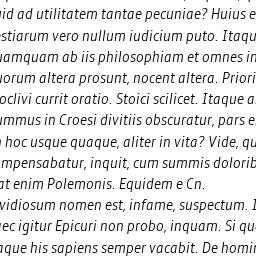 id ad utilitatem tantae pecuniae? Huius e
estiarum vero nullum iudicium puto. Itaqu
uamquam ab iis philosophiam et omnes in
uorum altera prosunt, nocent altera. Priori
oclivi currit oratio. Stoici scilicet. Itaque a
ummus in Croesi divitiis obscuratur, pars e
n hoc usque quaque, aliter in vita? Vide, qu
mpensabatur, inquit, cum summis dolorib
at enim Polemonis. Equidem e Cn.
vidiosum nomen est, infame, suspectum. I
ec igitur Epicuri non probo, inquam. Si qu
aque his sapiens semper vacabit. De homin